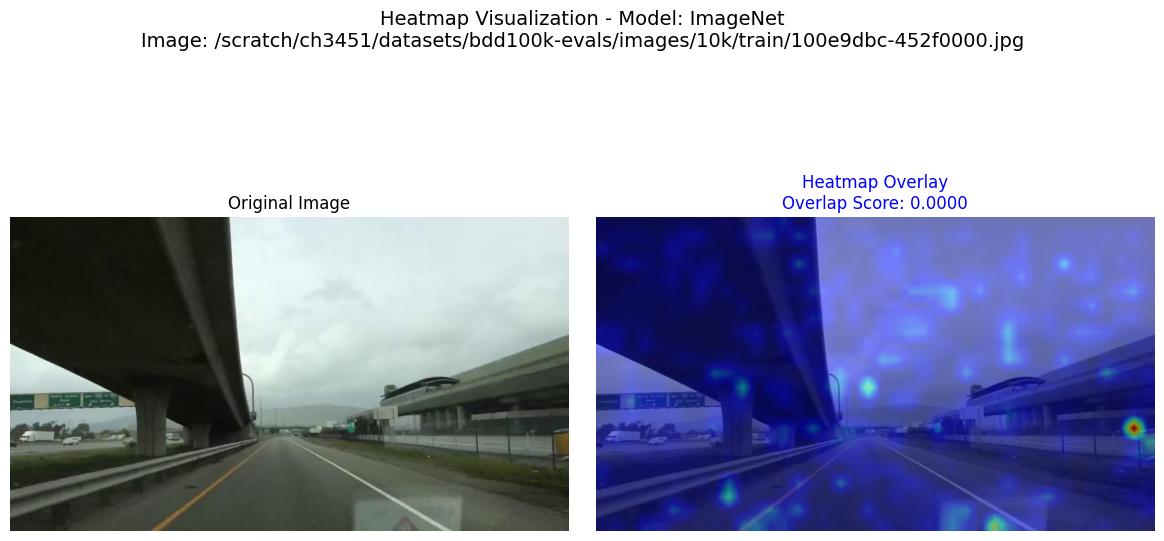 Heatmap Visualization - Model: ImageNet
Image: /scratch/ch3451/datasets/bdd100k-evals/images/10k/train/100e9dbc-452f0000.jpg
Original Image
Heatmap Overlay
Overlap Score: 0.0000